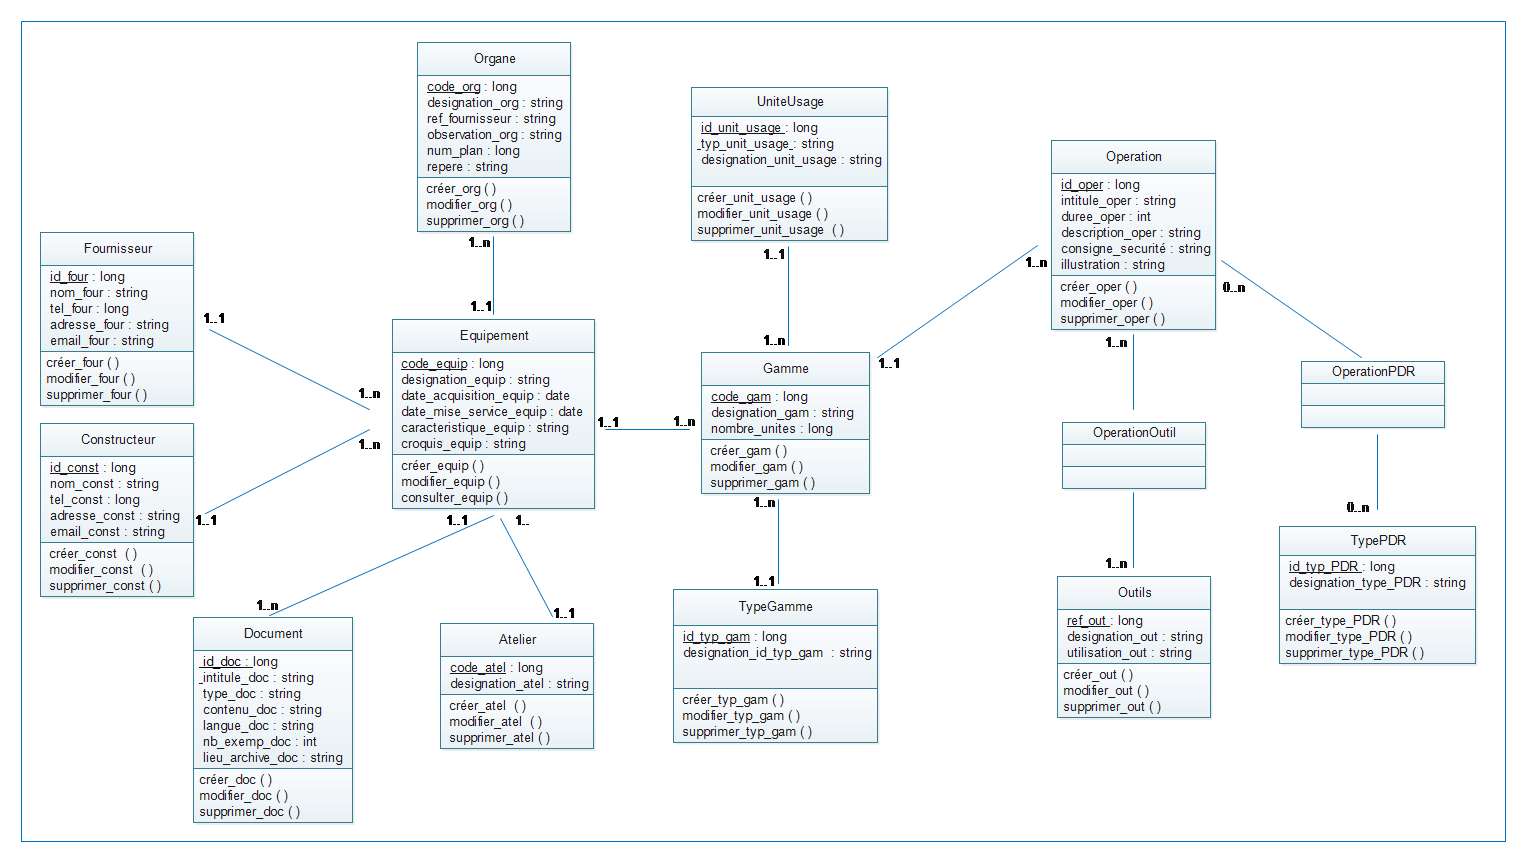 Organe
code_org : long
designation_org : string
ref_fournisseur : string
observation_org : string
num_plan : long
repere : string
créer_org ( )
modifier_org ( )
supprimer_org ( )
1..n
1..1
UniteUsage
id_unit_usage : long
_typ_unit_usage_: string
designation_unit_usage : string
créer_unit_usage ( )
modifier_unit_usage ( )
supprimer_unit_usage ( )
1..1
1..n
Operation
id_oper : long
intitule_oper : string
duree_oper : int
description_oper : string
consigne_securité : string
illustration : string
créer_oper ( )
modifier_oper ( )
supprimer_oper ( )
1..n
1..1
0..n
1..n
Fournisseur
id_four : long
nom_four : string
tel_four : long
adresse_four : string
email_four : string
créer_four ( )
modifier_four ( )
supprimer_four ( )
1..1
1..n
Equipement
code_equip : long
designation_equip : string
date_acquisition_equip : date
date_mise_service_equip : date
caracteristique_equip : string
croquis_equip : string
créer_equip ( )
modifier_equip ( )
consulter_equip ( )
1..1
1..n
Gamme
code_gam : long
designation_gam : string
nombre_unites : long
créer_gam ( )
modifier_gam ( )
supprimer_gam ( )
1..n
1..1
OperationPDR
0..n
OperationOutil
1..n
Constructeur
id_const : long
nom_const : string
tel_const : long
adresse_const : string
email_const : string
créer_const ( )
modifier_const ( )
supprimer_const ( )
1..n
1..1
1..1
1..n
1..
1..1
Document
_id_doc : long
_intitule_doc : string
type_doc : string
contenu_doc : string
langue_doc : string
nb_exemp_doc : int
lieu_archive_doc : string
créer_doc ( )
modifier_doc ( )
supprimer_doc ( )
Atelier
code_atel : long
designation_atel : string
créer_atel ( )
modifier_atel ( )
supprimer_atel ( )
TypeGamme
id_typ_gam : long
designation_id_typ_gam : string
créer_typ_gam ( )
modifier_typ_gam ( )
supprimer_typ_gam ( )
Outils
ref_out : long
designation_out : string
utilisation_out : string
créer_out ( )
modifier_out ( )
supprimer_out ( )
TypePDR
id_typ_PDR : long
designation_type_PDR : string
créer_type_PDR ( )
modifier_type_PDR ( )
supprimer_type_PDR ( )